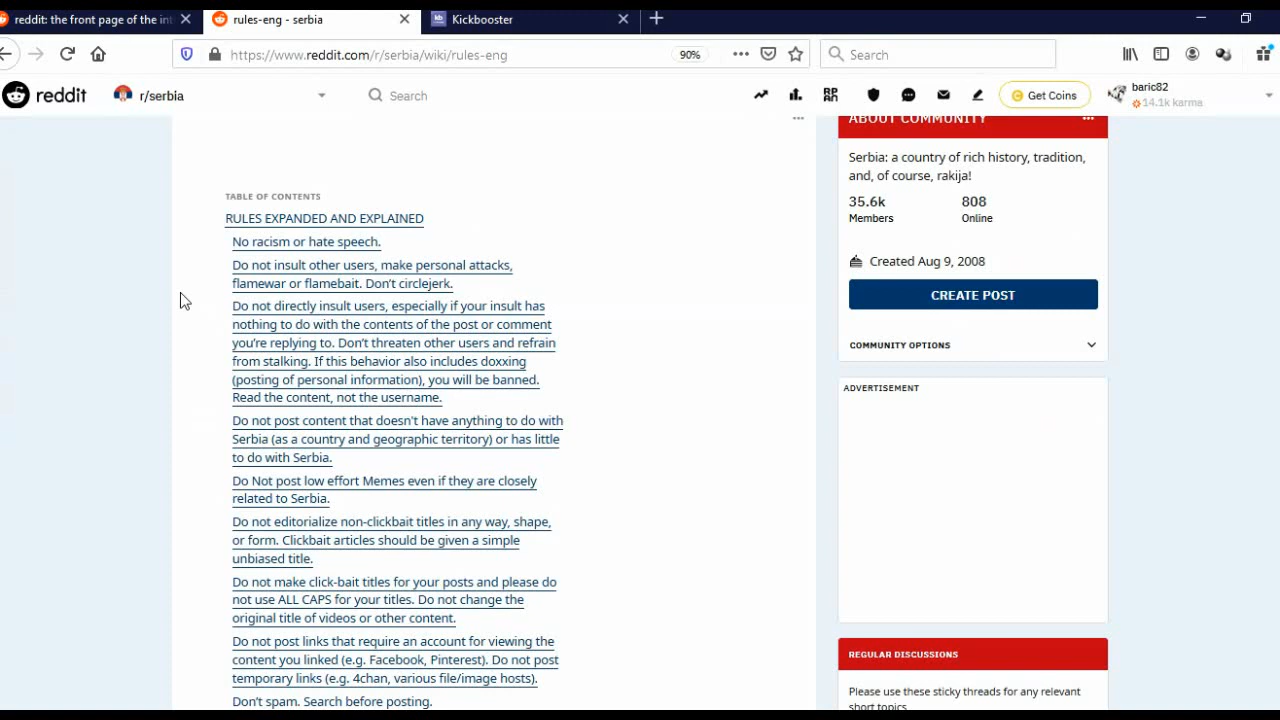 reddit: the front page of the int
rules-eng - serbia
kb Kickbooster
https://www.reddit.com/r/serbia/wiki/rules-eng
90%
Search
reddit
r/serbia
Search
Get Coins
baric82
14.1k karma
TABLE OF CONTENTS
RULES EXPANDED AND EXPLAINED
No racism or hate speech.
Do not insult other users, make personal attacks,
flamewar or flamebait. Don't circlejerk.
Do not directly insult users, especially if your insult has
nothing to do with the contents of the post or comment
you're replying to. Don't threaten other users and refrain
from stalking. If this behavior also includes doxxing
(posting of personal information), you will be banned.
Read the content, not the username.
Do not post content that doesn't have anything to do with
Serbia (as a country and geographic territory) or has little
to do with Serbia.
Do Not post low effort Memes even if they are closely
related to Serbia.
Do not editorialize non-clickbait titles in any way, shape,
or form. Clickbait articles should be given a simple
unbiased title.
Do not make click-bait titles for your posts and please do
not use ALL CAPS for your titles. Do not change the
original title of videos or other content.
Do not post links that require an account for viewing the
content you linked (e.g. Facebook, Pinterest). Do not post
temporary links (e.g. 4chan, various file/image hosts).
Don't spam. Search before posting.
ABOUT COMMUNITY
Serbia: a country of rich history, tradition,
and, of course, rakija!
35.6k
Members
808
Online
Created Aug 9, 2008
CREATE POST
COMMUNITY OPTIONS
ADVERTISEMENT
REGULAR DISCUSSIONS
Please use these sticky threads for any relevant
short topics